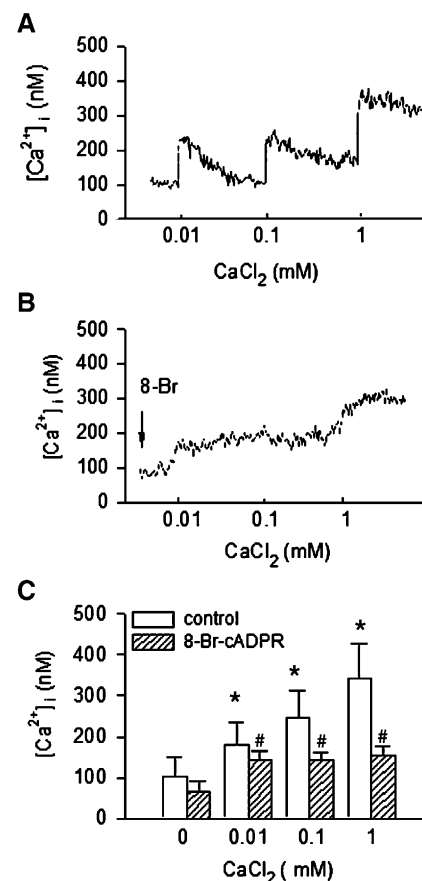 A
500
400
300
200
100
0
[Ca2+]i (nM)
0.01 0.1 1
CaCl2 (mM)
B
500
400
300
200
100
0
[Ca2+]i (nM)
8-Br
0.01 0.1 1
CaCl2 (mM)
C
500
400
300
200
100
0
[Ca2+]i (nM)
control
8-Br-cADPR
* * *
# # #
0 0.01 0.1 1
CaCl2 ( mM)